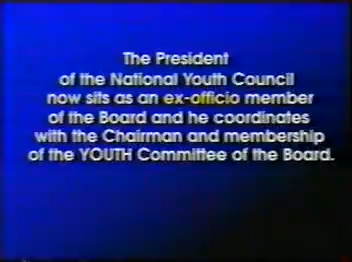 The President
of the National Youth Council
now sits as an ex-officio member
of the Board and he coordinates
with the Chairman and membership
of the YOUTH Committee of the Board.